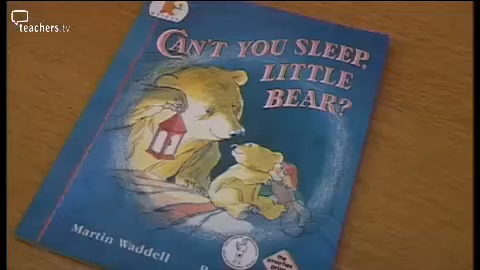 teachers.tv
CAN'T YOU SLEEP,
LITTLE
BEAR?
Martin Waddell